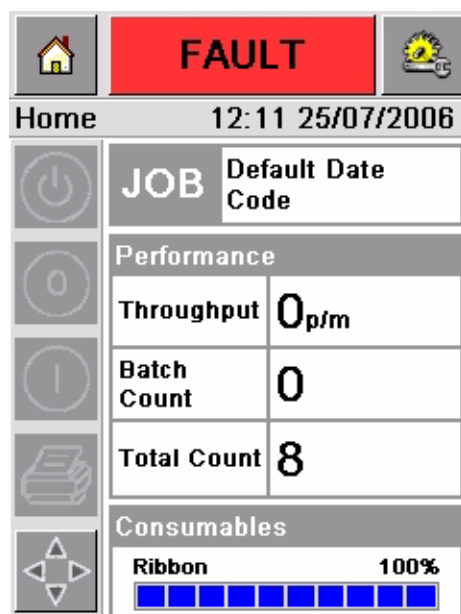 FAULT
Home 12:11 25/07/2006
JOB Default Date
Code
Performance
Throughput 0p/m
Batch
Count 0
Total Count 8
Consumables
Ribbon 100%